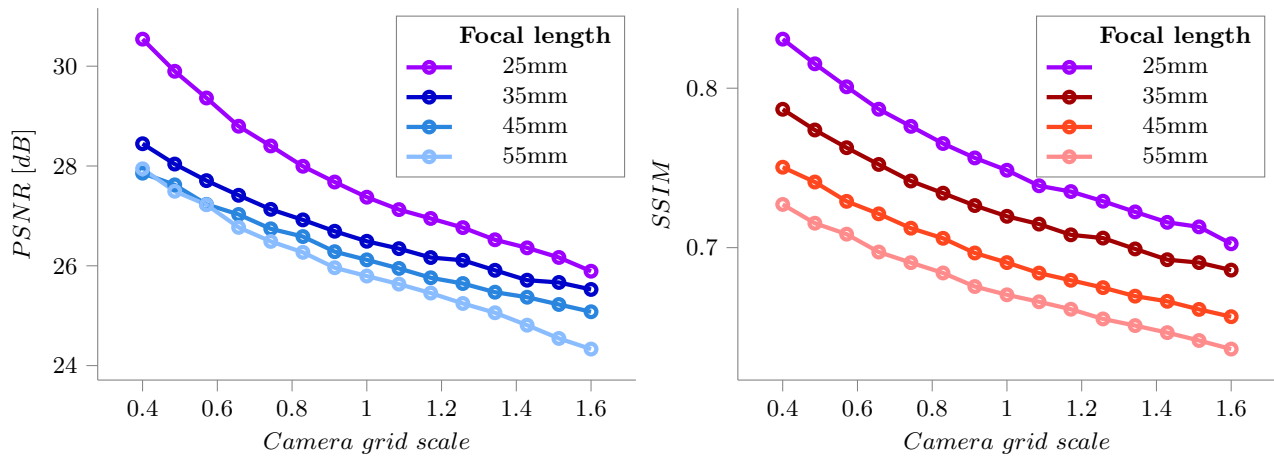 PSNR [dB]
30
28
26
24
Focal length
25mm
35mm
45mm
55mm
0.4 0.6 0.8 1 1.2 1.4 1.6
Camera grid scale
SSIM
0.8
0.7
Focal length
25mm
35mm
45mm
55mm
0.4 0.6 0.8 1 1.2 1.4 1.6
Camera grid scale